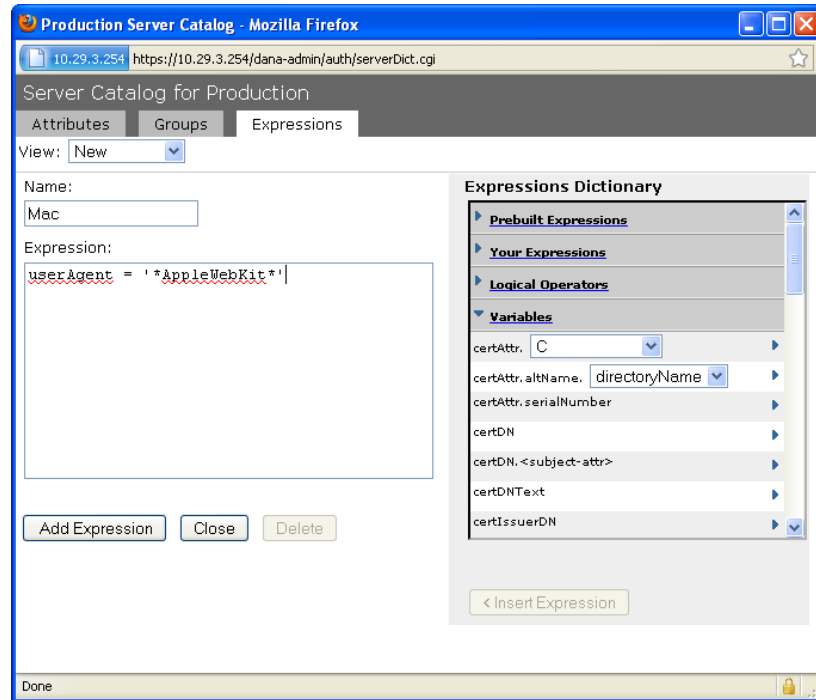 Production Server Catalog - Mozilla Firefox
10.29.3.254 https://10.29.3.254/dana-admin/auth/serverDict.cgi
Server Catalog for Production
Attributes Groups Expressions
View: New
Name:
Mac
Expression:
userAgent = '*AppleWebKit*'
Add Expression Close Delete
Expressions Dictionary
Prebuilt Expressions
Your Expressions
Logical Operators
Variables
certAttr. C
certAttr.altName. directoryName
certAttr.serialNumber
certDN
certDN.<subject-attr>
certDNText
certIssuerDN
< Insert Expression
Done